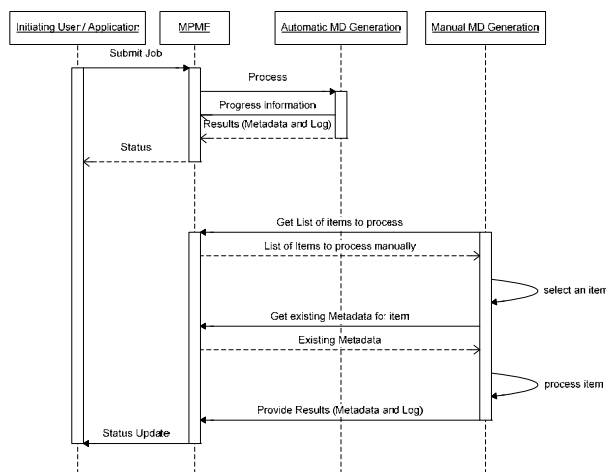 Initiating User / Application
MPMF
Automatic MD Generation
Manual MD Generation
Submit Job
Process
Progress information
Results (Metadata and Log)
Status
Get List of items to process
List of Items to process manually
select an item
Get existing Metadata for item
Existing Metadata
process item
Provide Results (Metadata and Log)
Status Update